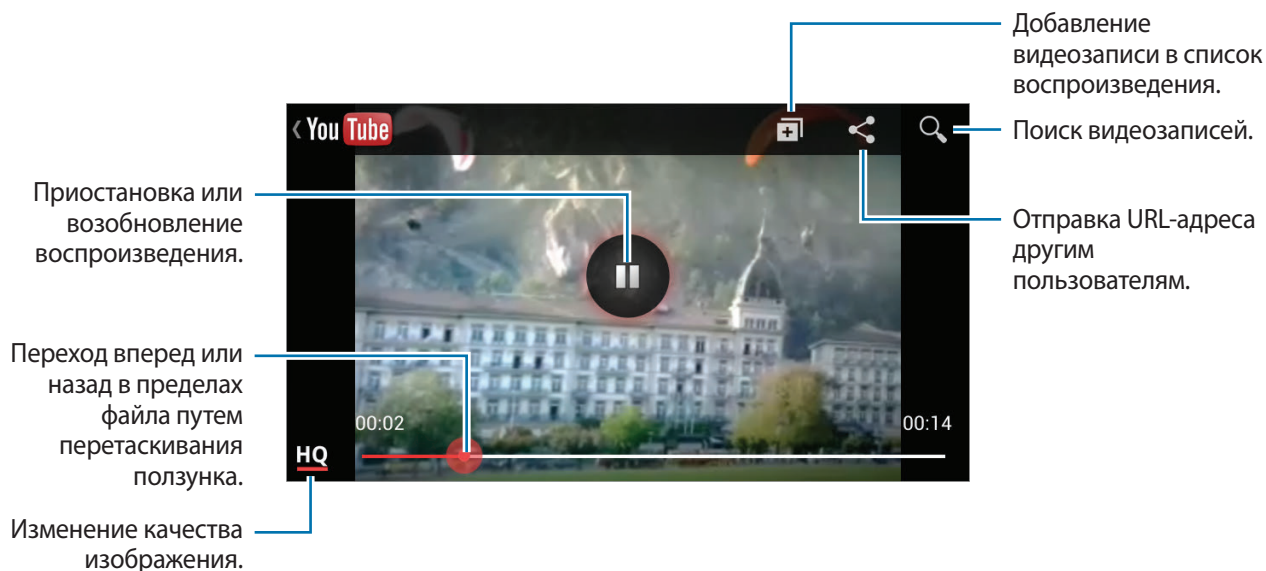 Добавление
видеозаписи в список
воспроизведения.
You Tube
Поиск видеозаписей.
Приостановка или
возобновление
воспроизведения.
Отправка URL-адреса
другим
пользователям.
Переход вперед или
назад в пределах
файла путем
перетаскивания
ползунка.
00:02
00:14
HQ
Изменение качества
изображения.